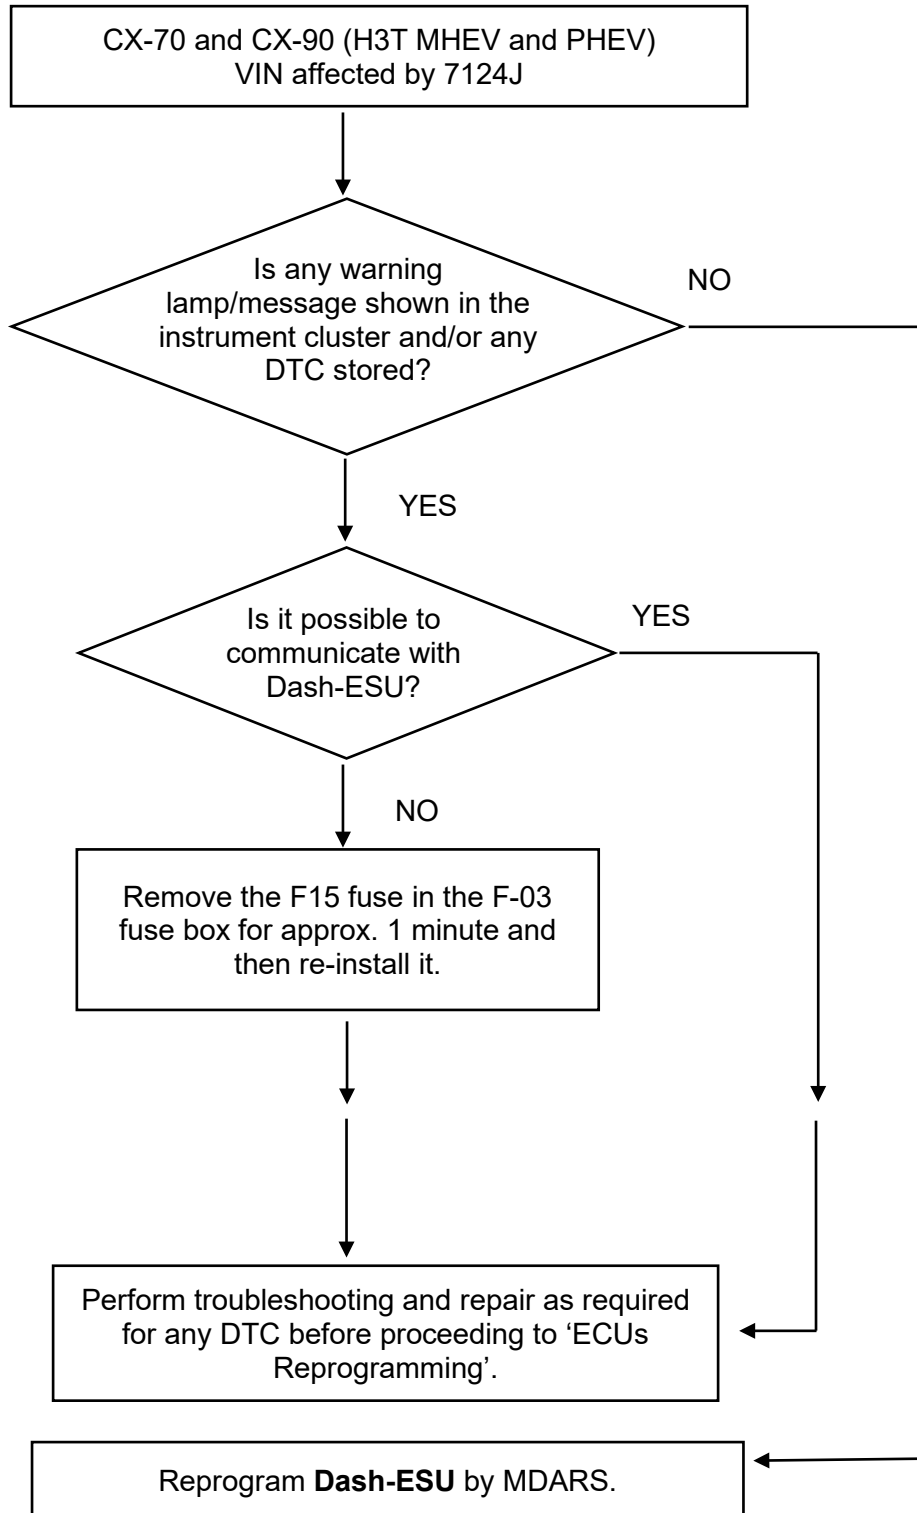 CX-70 and CX-90 (H3T MHEV and PHEV)
VIN affected by 7124J
Is any warning
lamp/message shown in the
instrument cluster and/or any
DTC stored?
NO
YES
Is it possible to
communicate with
Dash-ESU?
YES
NO
Remove the F15 fuse in the F-03
fuse box for approx. 1 minute and
then re-install it.
Perform troubleshooting and repair as required
for any DTC before proceeding to ‘ECUs
Reprogramming’.
Reprogram Dash-ESU by MDARS.